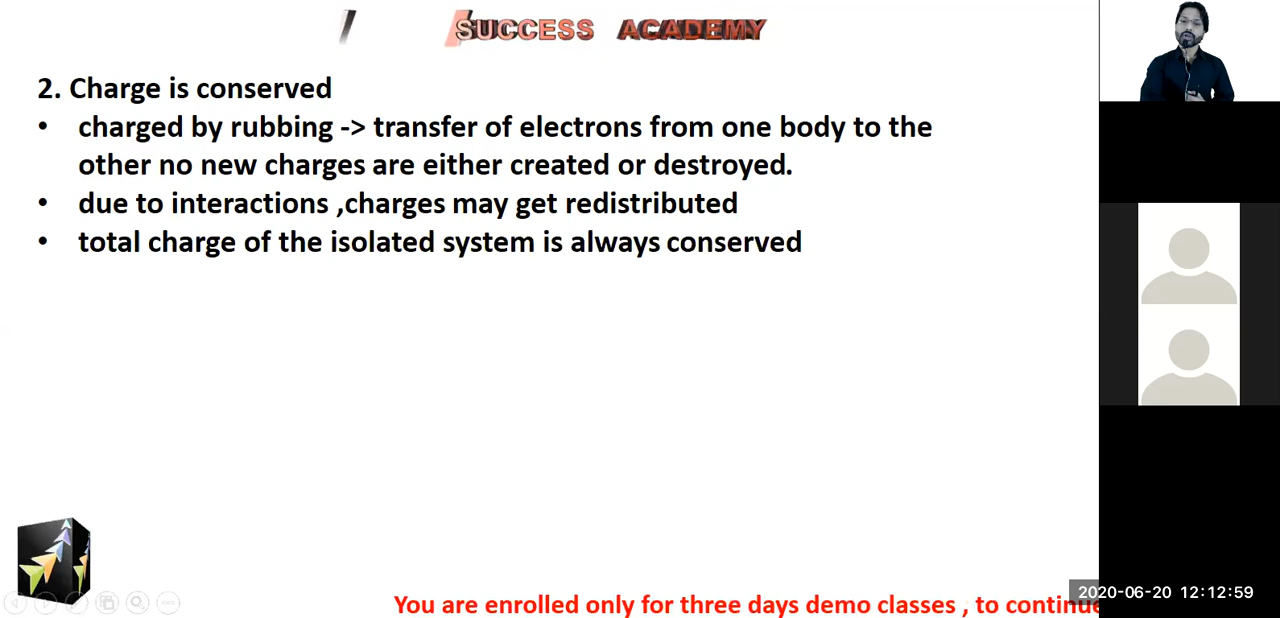 SUCCESS ACADEMY
2. Charge is conserved
• charged by rubbing -> transfer of electrons from one body to the
other no new charges are either created or destroyed.
• due to interactions ,charges may get redistributed
• total charge of the isolated system is always conserved
You are enrolled only for three days demo classes , to continue
2020-06-20 12:12:59